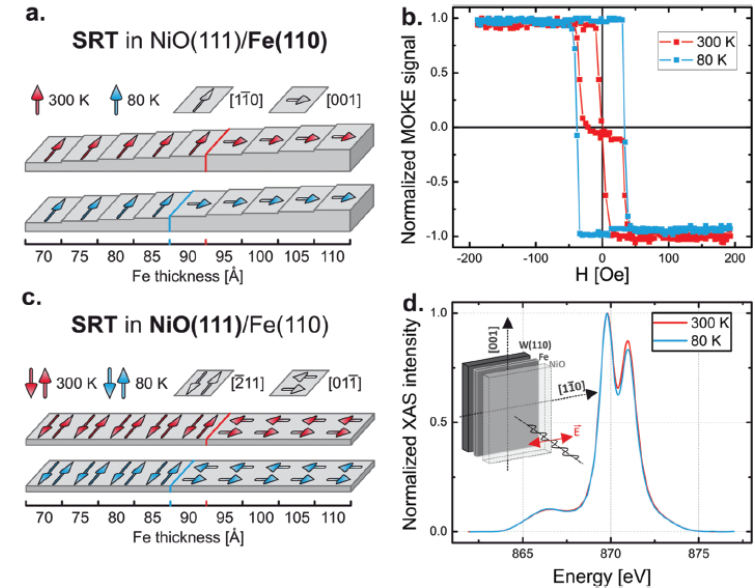 a.
SRT in NiO(111)/Fe(110)
300 K
80 K
[11̅0]
[001]
70 75 80 85 90 95 100 105 110
Fe thickness [Å]
b.
Normalized MOKE signal
1.0
0.5
0.0
-0.5
-1.0
300 K
80 K
-200 -100 0 100 200
H [Oe]
c.
SRT in NiO(111)/Fe(110)
300 K
80 K
[2̅11]
[011̅]
70 75 80 85 90 95 100 105 110
Fe thickness [Å]
d.
Normalized XAS intensity
1.0
0.5
0.0
[001]
W(110)
Fe
NiO
[11̅0]
E⃗
300 K
80 K
865 870 875
Energy [eV]